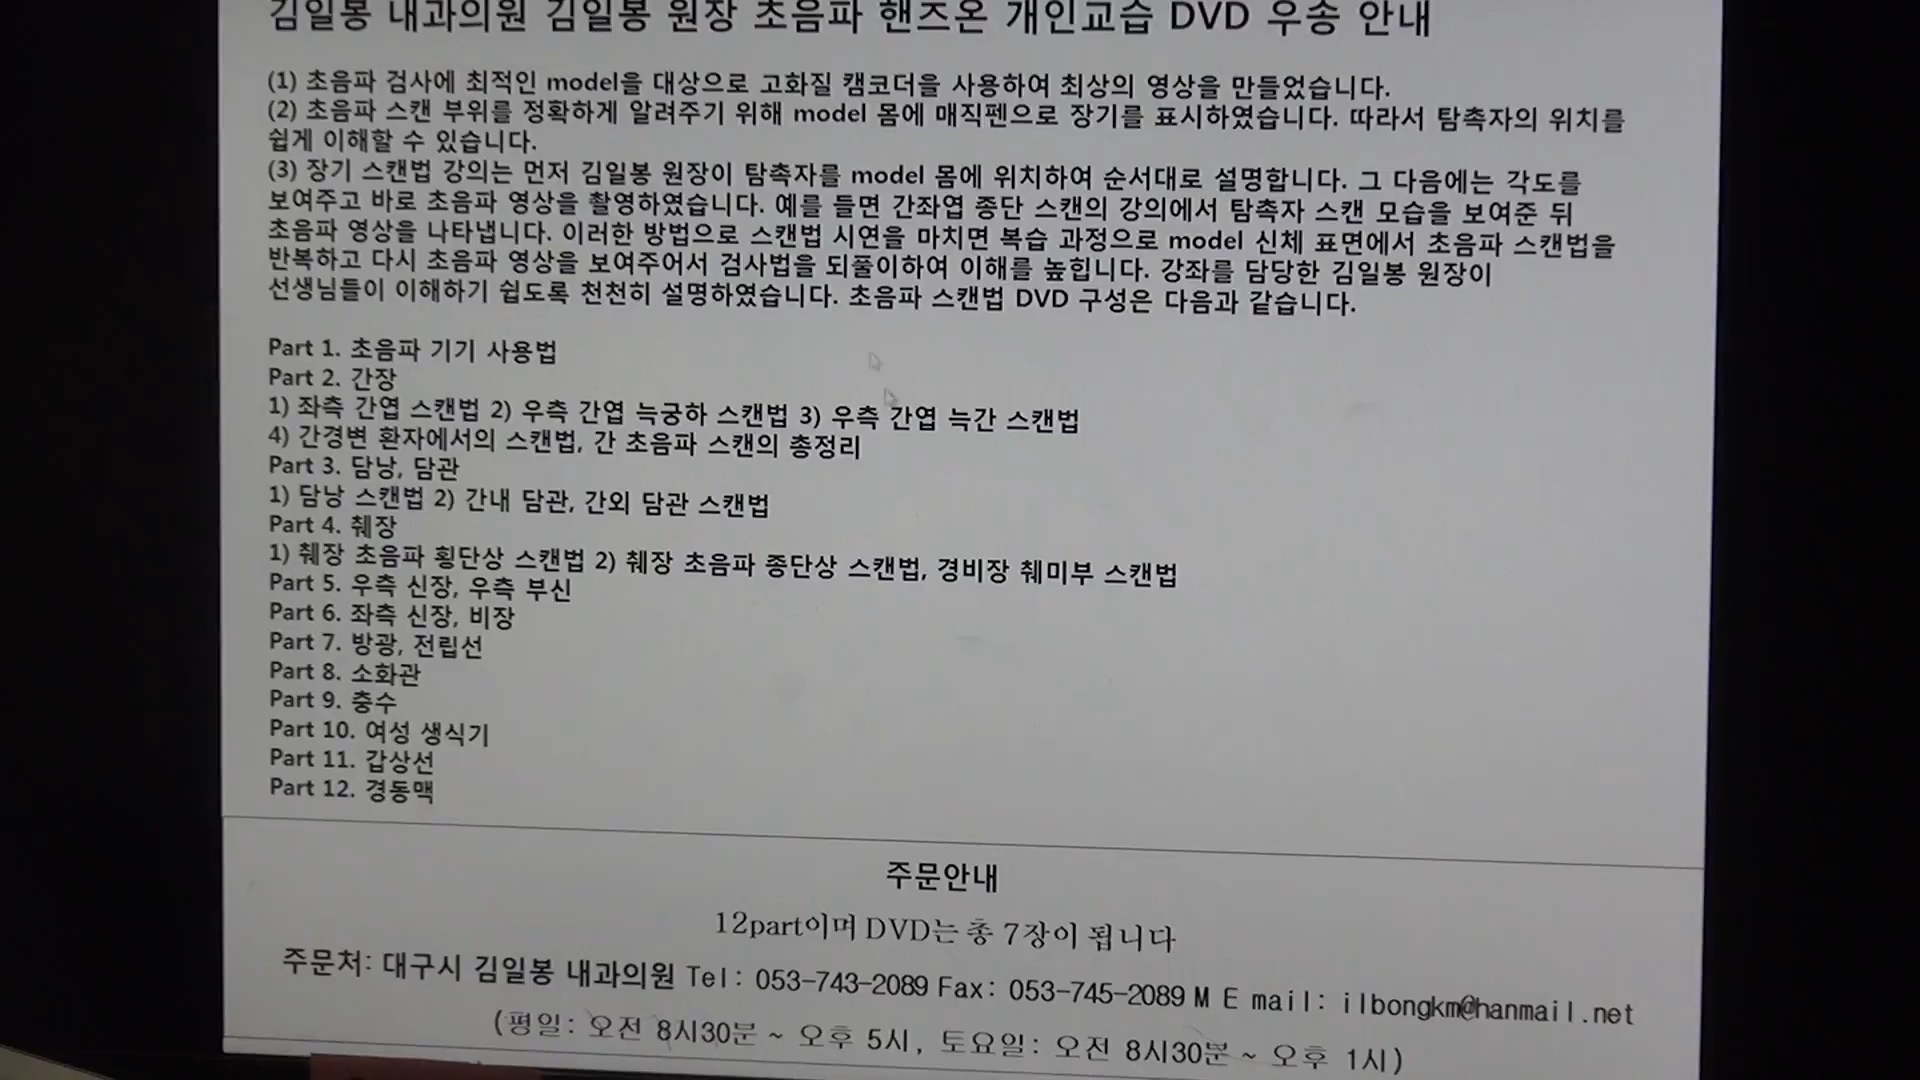 김일봉 내과의원 김일봉 원장 초음파 핸즈온 개인교습 DVD 우송 안내
(1) 초음파 검사에 최적인 model을 대상으로 고화질 캠코더을 사용하여 최상의 영상을 만들었습니다.
(2) 초음파 스캔 부위를 정확하게 알려주기 위해 model 몸에 매직펜으로 장기를 표시하였습니다. 따라서 탐촉자의 위치를
쉽게 이해할 수 있습니다.
(3) 장기 스캔법 강의는 먼저 김일봉 원장이 탐촉자를 model 몸에 위치하여 순서대로 설명합니다. 그 다음에는 각도를
보여주고 바로 초음파 영상을 촬영하였습니다. 예를 들면 간좌엽 종단 스캔의 강의에서 탐촉자 스캔 모습을 보여준 뒤
초음파 영상을 나타냅니다. 이러한 방법으로 스캔법 시연을 마치면 복습 과정으로 model 신체 표면에서 초음파 스캔법을
반복하고 다시 초음파 영상을 보여주어서 검사법을 되풀이하여 이해를 높힙니다. 강좌를 담당한 김일봉 원장이
선생님들이 이해하기 쉽도록 천천히 설명하였습니다. 초음파 스캔법 DVD 구성은 다음과 같습니다.
Part 1. 초음파 기기 사용법
Part 2. 간장
1) 좌측 간엽 스캔법 2) 우측 간엽 늑궁하 스캔법 3) 우측 간엽 늑간 스캔법
4) 간경변 환자에서의 스캔법, 간 초음파 스캔의 총정리
Part 3. 담낭, 담관
1) 담낭 스캔법 2) 간내 담관, 간외 담관 스캔법
Part 4. 췌장
1) 췌장 초음파 횡단상 스캔법 2) 췌장 초음파 종단상 스캔법, 경비장 췌미부 스캔법
Part 5. 우측 신장, 우측 부신
Part 6. 좌측 신장, 비장
Part 7. 방광, 전립선
Part 8. 소화관
Part 9. 충수
Part 10. 여성 생식기
Part 11. 갑상선
Part 12. 경동맥
주문안내
12part이며 DVD는 총 7장이 됩니다
주문처: 대구시 김일봉 내과의원 Tel: 053-743-2089 Fax: 053-745-2089 M E mail: ilbongkm@hanmail.net
(평일: 오전 8시30분 ~ 오후 5시, 토요일: 오전 8시30분 ~ 오후 1시)